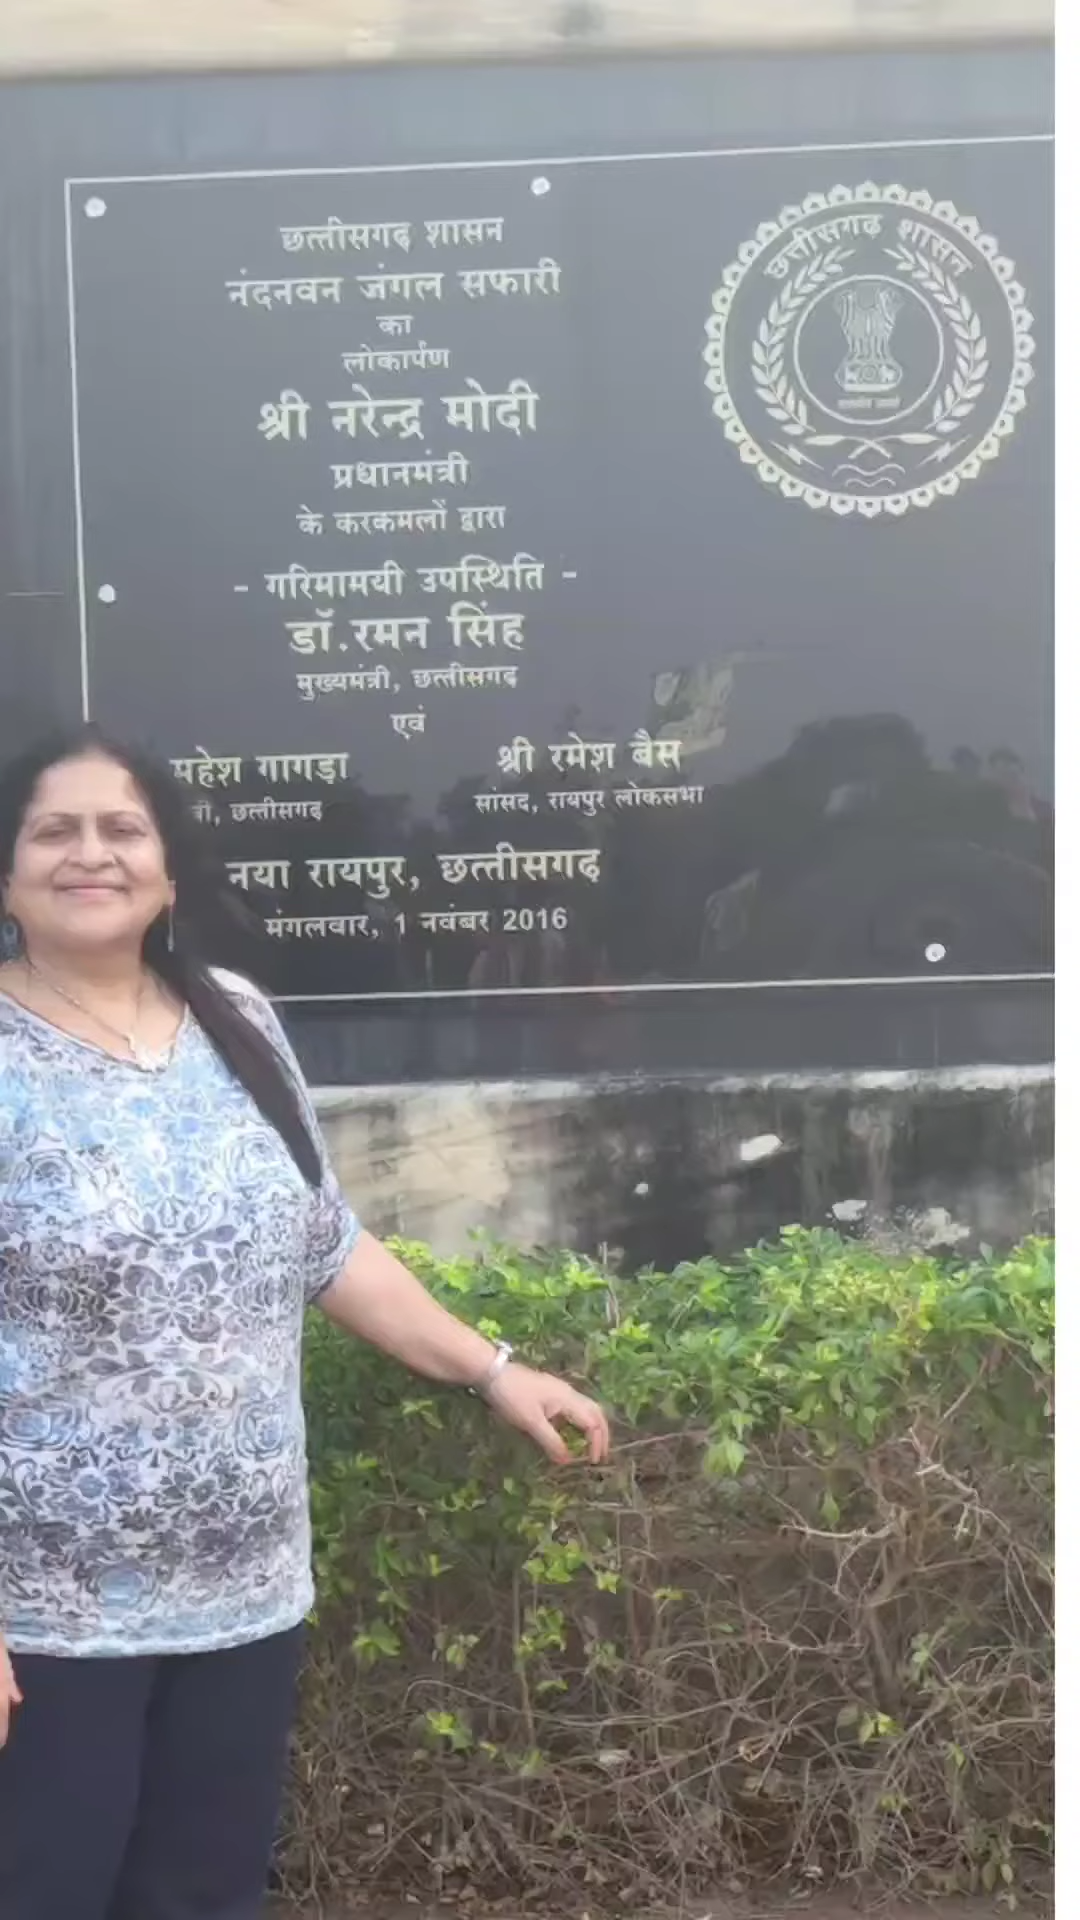 छत्तीसगढ़ शासन
नंदनवन जंगल सफारी
का
लोकार्पण
श्री नरेन्द्र मोदी
प्रधानमंत्री
के करकमलों द्वारा
- गरिमामयी उपस्थिति -
डॉ.रमन सिंह
मुख्यमंत्री, छत्तीसगढ़
एवं
महेश गागड़ा
छत्तीसगढ़
श्री रमेश बैस
सांसद, रायपुर लोकसभा
नया रायपुर, छत्तीसगढ़
मंगलवार, 1 नवंबर 2016
छत्तीसगढ़ शासन